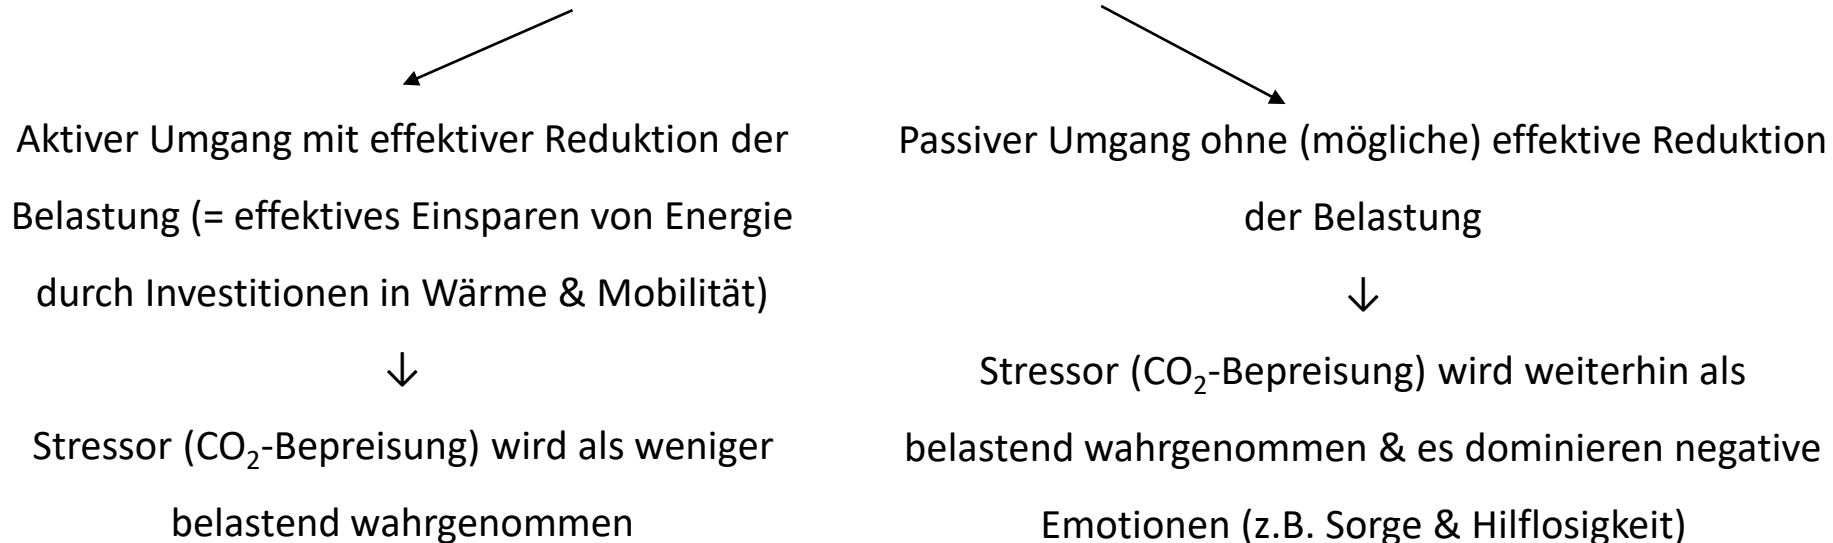 Aktiver Umgang mit effektiver Reduktion der
Belastung (= effektives Einsparen von Energie
durch Investitionen in Wärme & Mobilität)
↓
Stressor (CO₂-Bepreisung) wird als weniger
belastend wahrgenommen
Passiver Umgang ohne (mögliche) effektive Reduktion
der Belastung
↓
Stressor (CO₂-Bepreisung) wird weiterhin als
belastend wahrgenommen & es dominieren negative
Emotionen (z.B. Sorge & Hilflosigkeit)